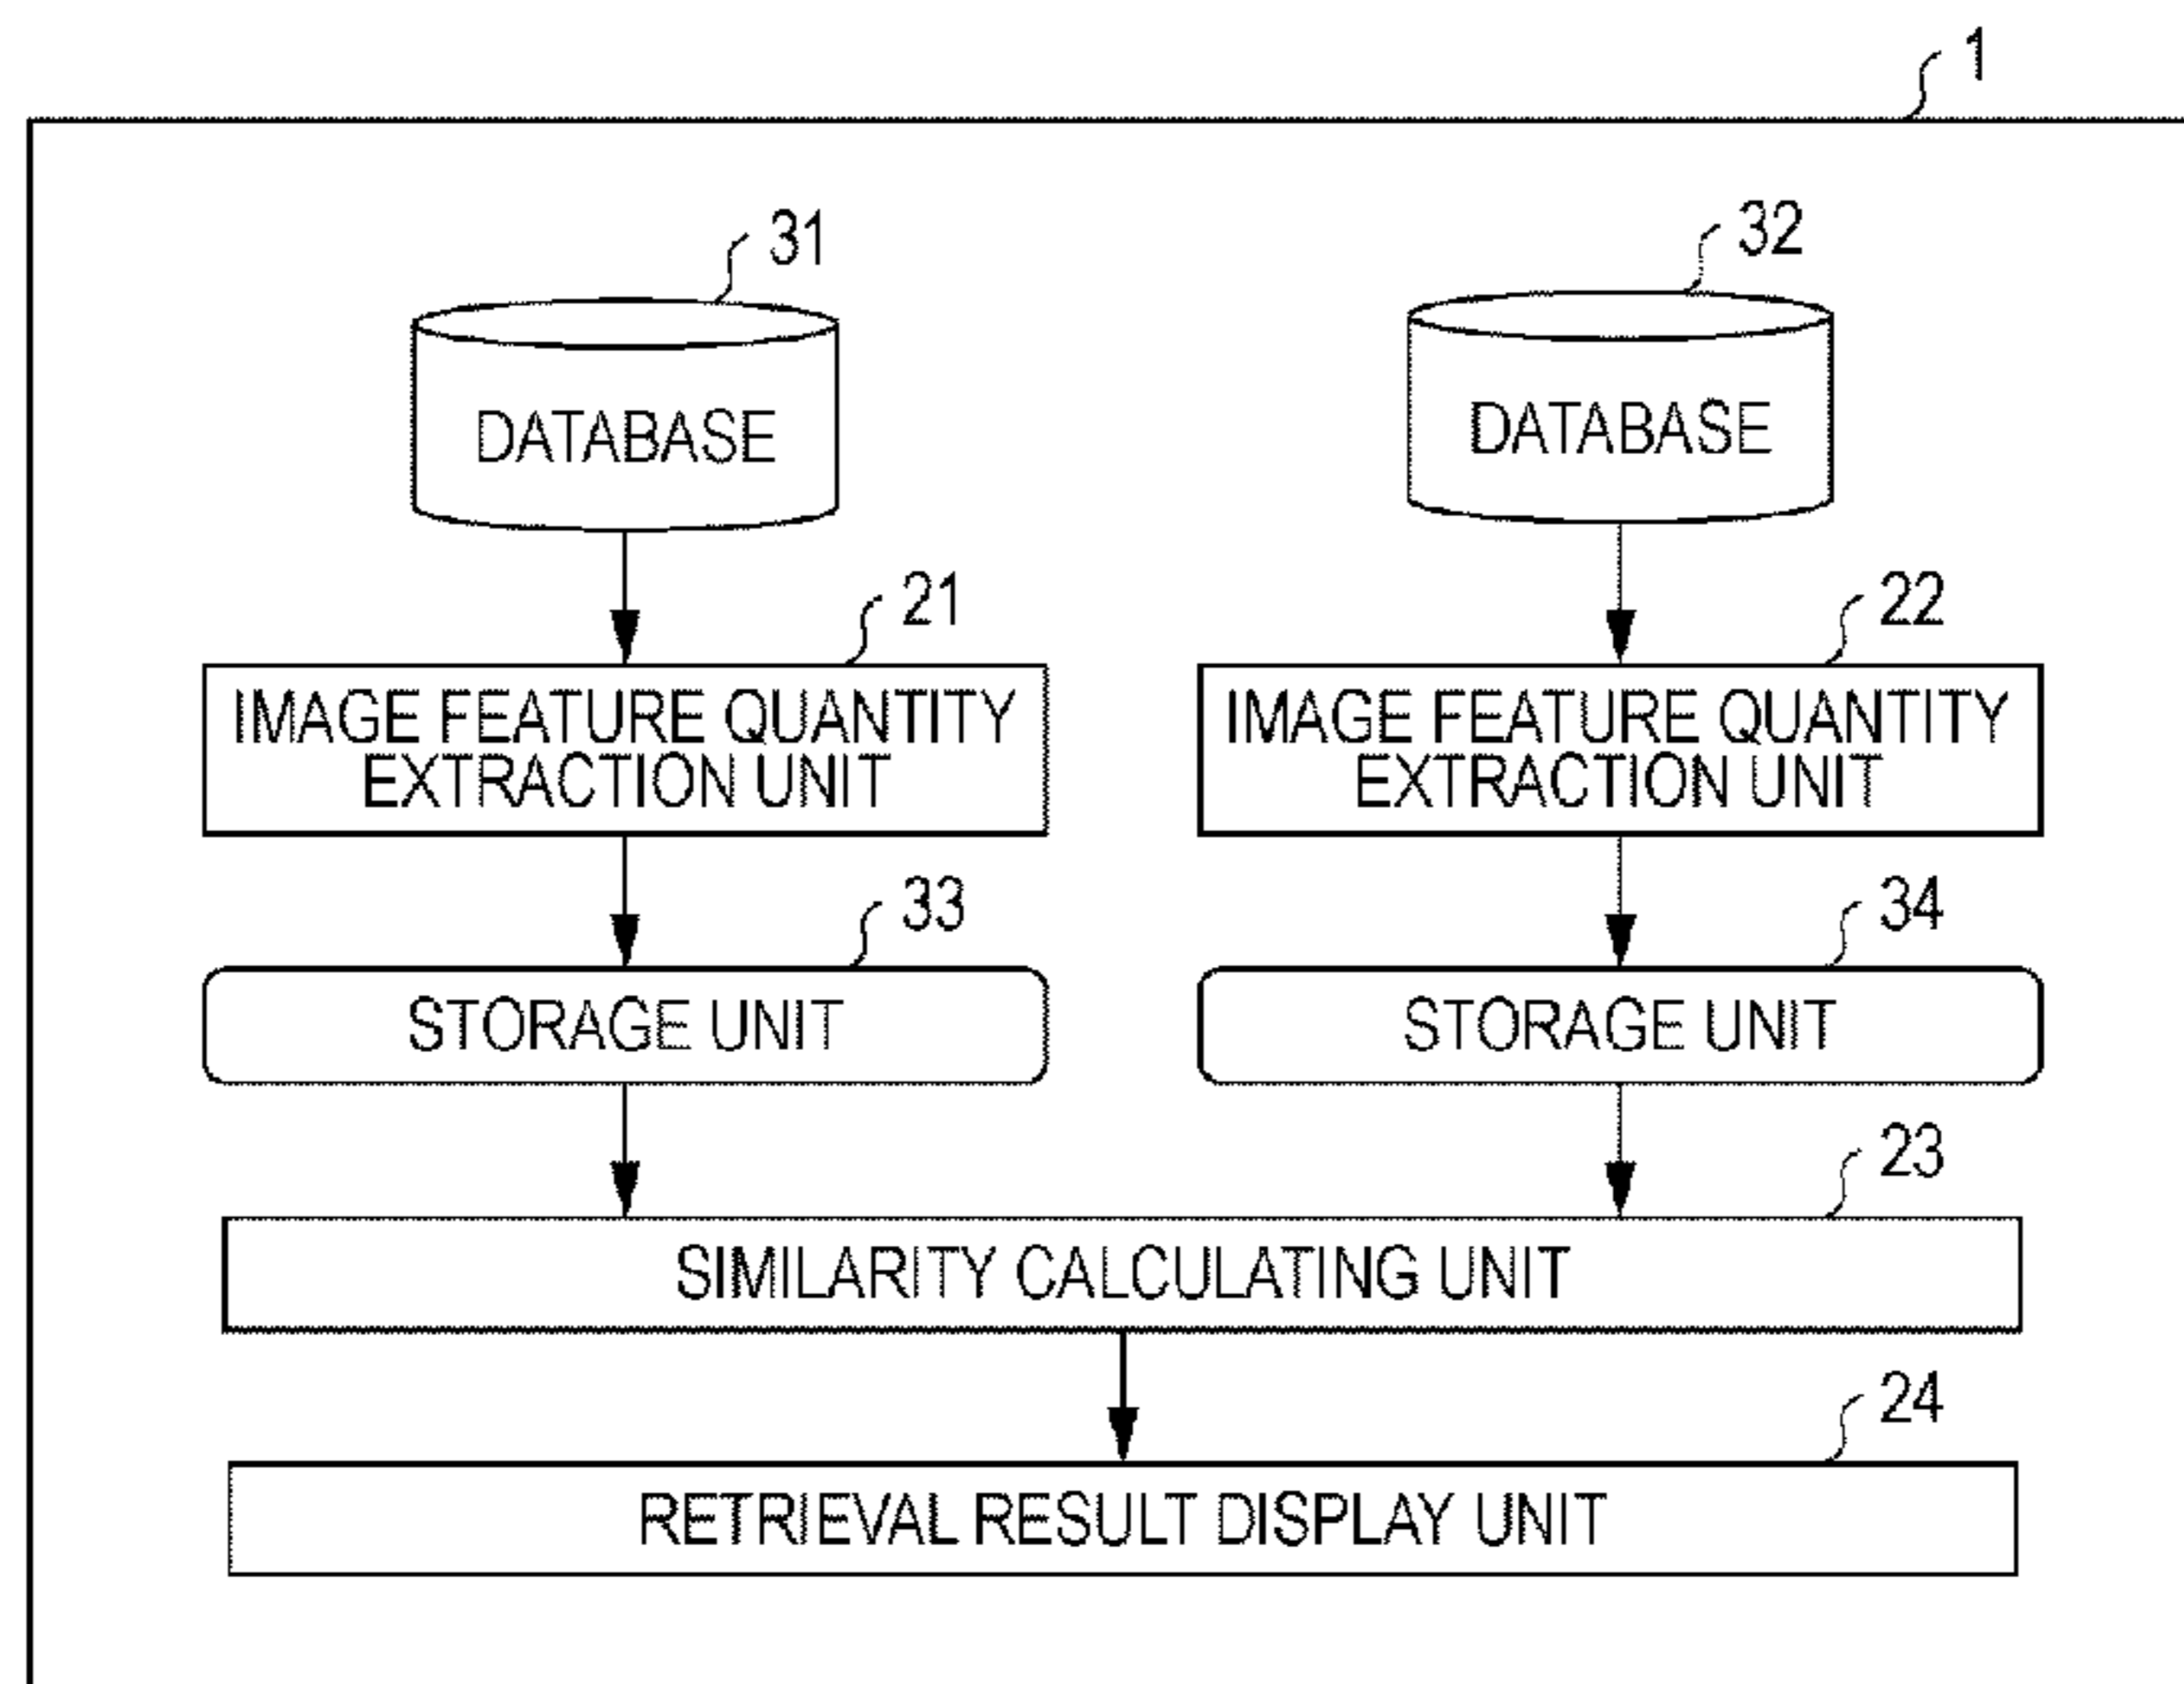 1
31
32
DATABASE
DATABASE
21
22
IMAGE FEATURE QUANTITY
EXTRACTION UNIT
IMAGE FEATURE QUANTITY
EXTRACTION UNIT
33
34
STORAGE UNIT
STORAGE UNIT
23
SIMILARITY CALCULATING UNIT
24
RETRIEVAL RESULT DISPLAY UNIT